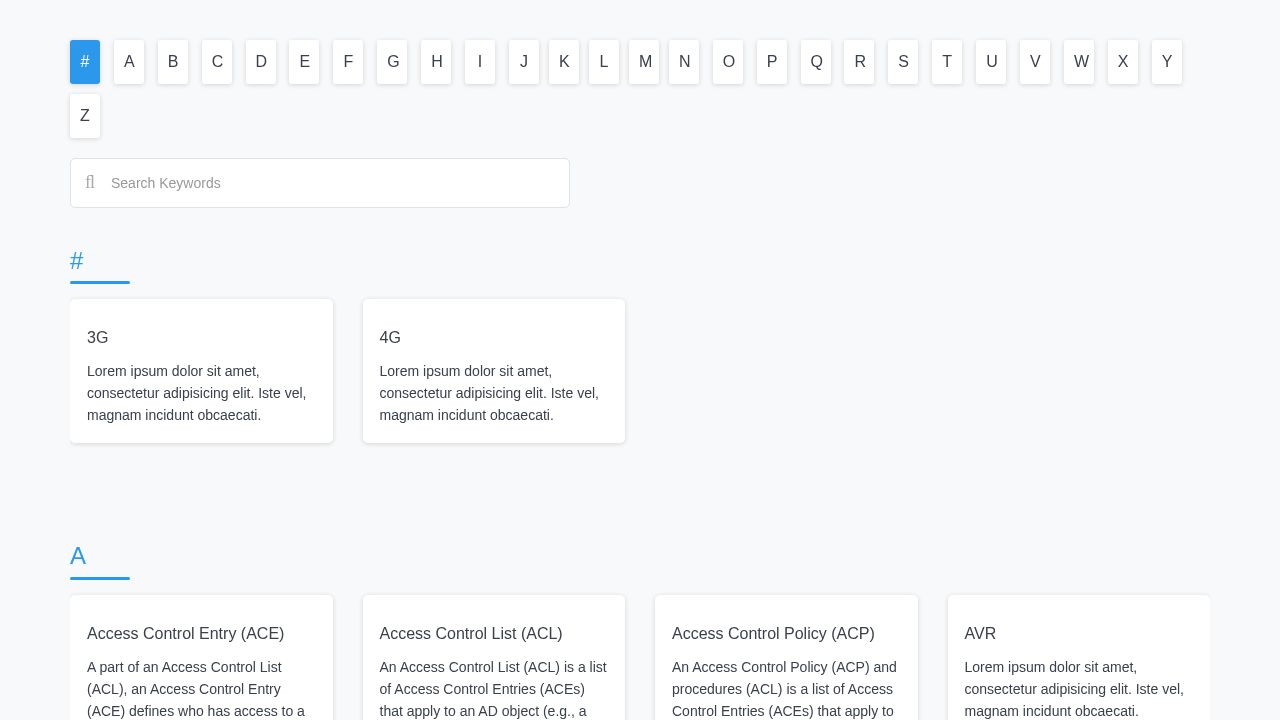 # A B C D E F G H I J K L M N O P Q R S T U V W X Y
Z
Search Keywords
#
3G
Lorem ipsum dolor sit amet,
consectetur adipisicing elit. Iste vel,
magnam incidunt obcaecati.
4G
Lorem ipsum dolor sit amet,
consectetur adipisicing elit. Iste vel,
magnam incidunt obcaecati.
A
Access Control Entry (ACE)
A part of an Access Control List
(ACL), an Access Control Entry
(ACE) defines who has access to a
Access Control List (ACL)
An Access Control List (ACL) is a list
of Access Control Entries (ACEs)
that apply to an AD object (e.g., a
Access Control Policy (ACP)
An Access Control Policy (ACP) and
procedures (ACL) is a list of Access
Control Entries (ACEs) that apply to
AVR
Lorem ipsum dolor sit amet,
consectetur adipisicing elit. Iste vel,
magnam incidunt obcaecati.